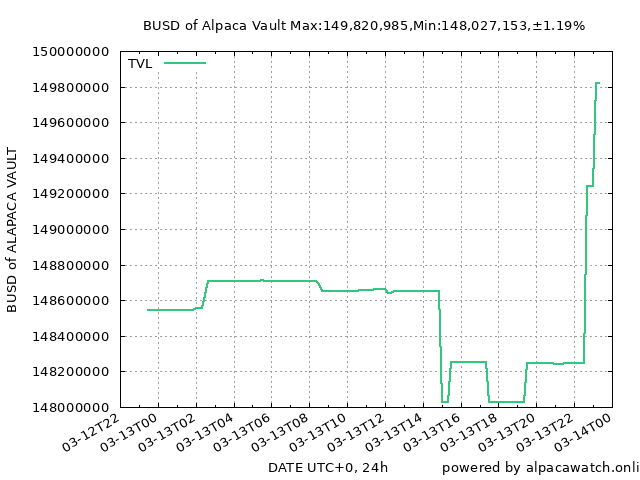 BUSD of Alpaca Vault Max:149,820,985,Min:148,027,153,±1.19%
TVL
150000000
149800000
149600000
149400000
149200000
149000000
148800000
148600000
148400000
148200000
148000000
BUSD of ALAPACA VAULT
03-12T22
03-13T00
03-13T02
03-13T04
03-13T06
03-13T08
03-13T10
03-13T12
03-13T14
03-13T16
03-13T18
03-13T20
03-13T22
03-14T00
DATE UTC+0, 24h
powered by alpacawatch.onli